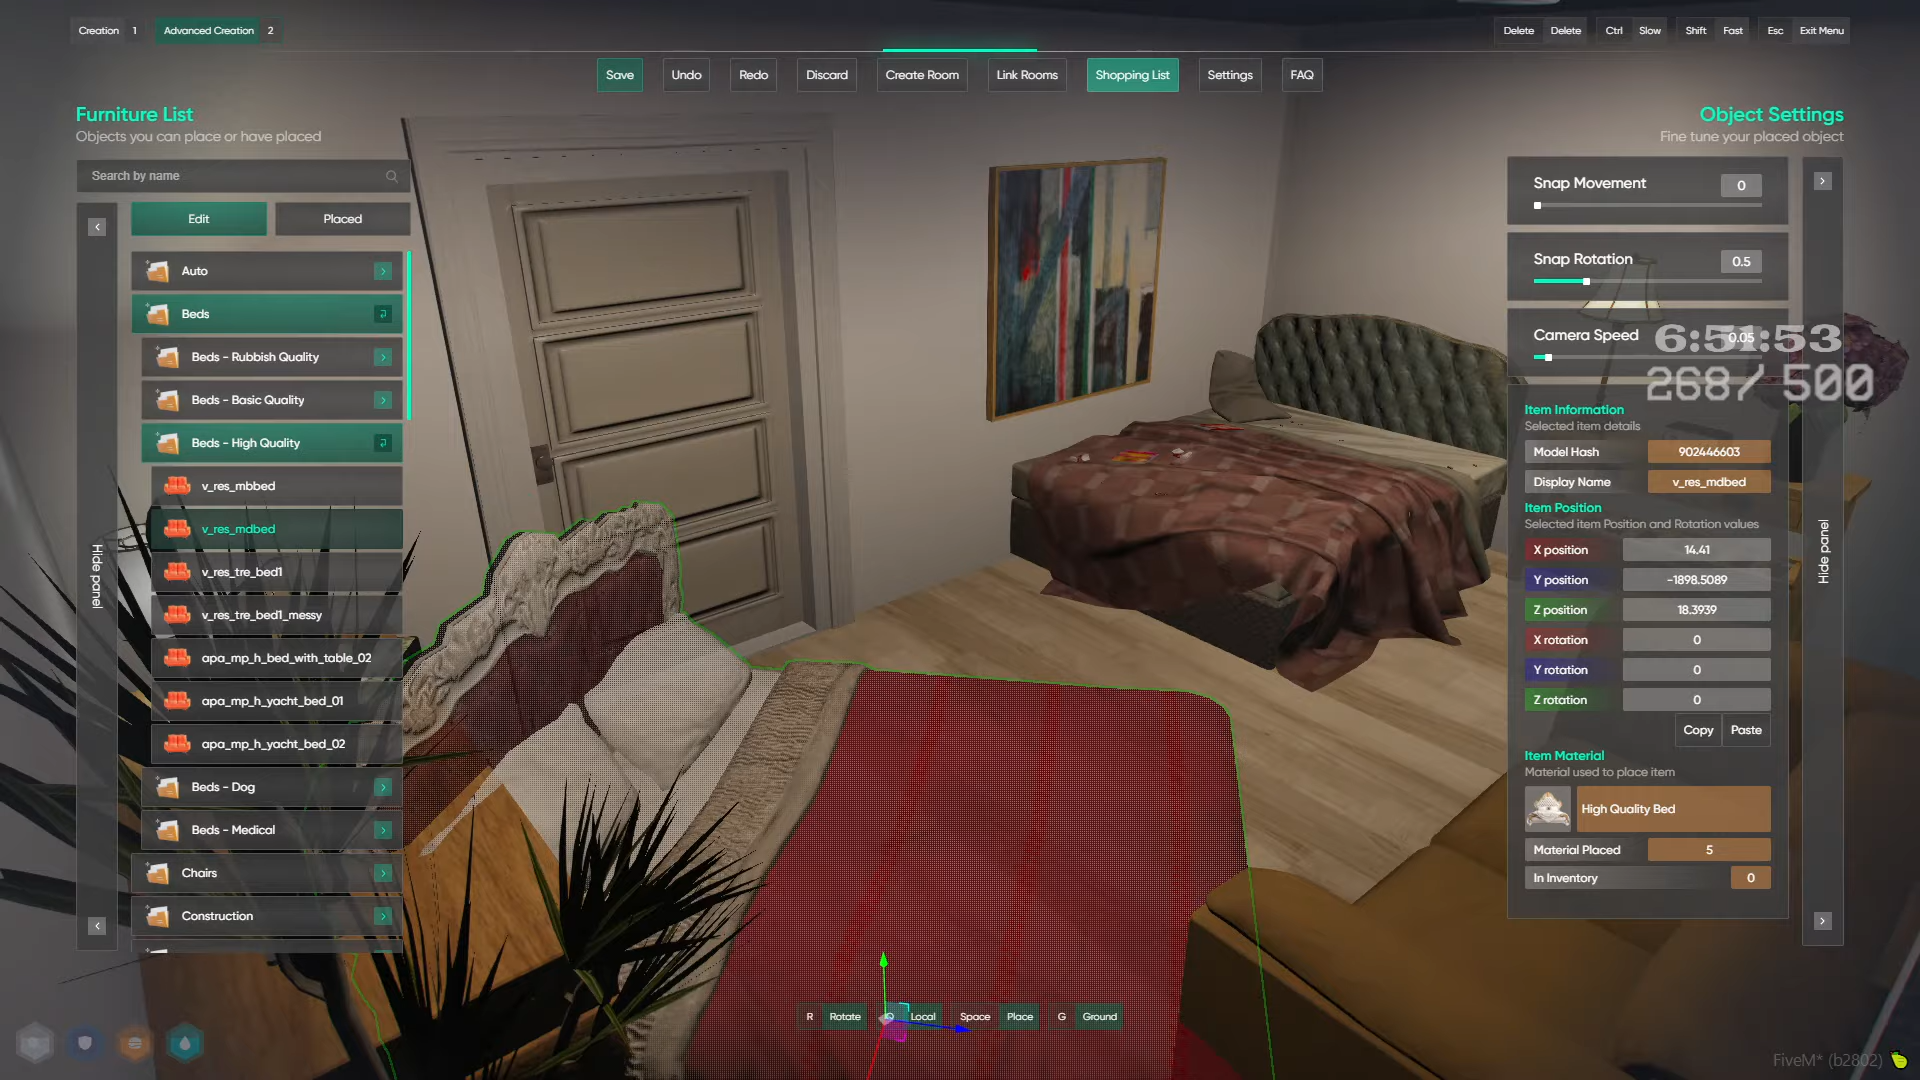 Creation 1 Advanced Creation 2
Delete Delete Ctrl Slow Shift Fast Esc Exit Menu
Save Undo Redo Discard Create Room Link Rooms Shopping List Settings FAQ
Furniture List
Objects you can place or have placed
Search by name
Edit Placed
Auto
Beds
Beds - Rubbish Quality
Beds - Basic Quality
Beds - High Quality
v_res_mbbed
v_res_mdbed
v_res_tre_bed1
v_res_tre_bed1_messy
apa_mp_h_bed_with_table_02
apa_mp_h_yacht_bed_01
apa_mp_h_yacht_bed_02
Beds - Dog
Beds - Medical
Chairs
Construction
Hide panel
Object Settings
Fine tune your placed object
Snap Movement 0
Snap Rotation 0.5
Camera Speed 0.05
6:51:53
268/ 500
Item Information
Selected item details
Model Hash 902446603
Display Name v_res_mdbed
Item Position
Selected item Position and Rotation values
X position 14.41
Y position -1898.5089
Z position 18.3939
X rotation 0
Y rotation 0
Z rotation 0
Copy Paste
Item Material
Material used to place item
High Quality Bed
Material Placed 5
In Inventory 0
Hide panel
R Rotate Q Local Space Place G Ground
FiveM* (b2802)